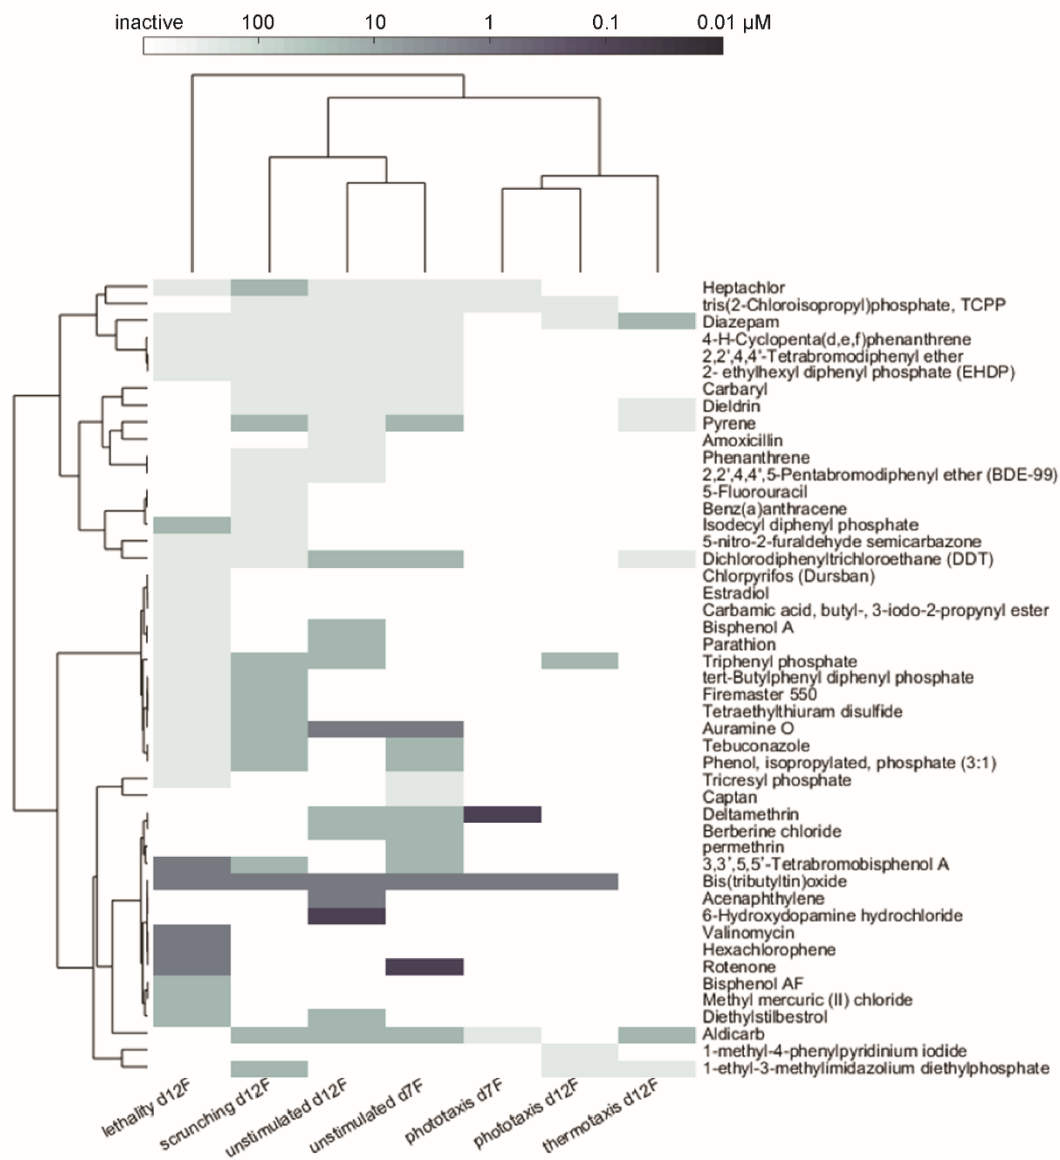 inactive 100 10 1 0.1 0.01 µM
Heptachlor
tris(2-Chloroisopropyl)phosphate, TCPP
Diazepam
4-H-Cyclopenta(d,e,f)phenanthrene
2,2',4,4'-Tetrabromodiphenyl ether
2- ethylhexyl diphenyl phosphate (EHDP)
Carbaryl
Dieldrin
Pyrene
Amoxicillin
Phenanthrene
2,2',4,4',5-Pentabromodiphenyl ether (BDE-99)
5-Fluorouracil
Benz(a)anthracene
Isodecyl diphenyl phosphate
5-nitro-2-furaldehyde semicarbazone
Dichlorodiphenyltrichloroethane (DDT)
Chlorpyrifos (Dursban)
Estradiol
Carbamic acid, butyl-, 3-iodo-2-propynyl ester
Bisphenol A
Parathion
Triphenyl phosphate
tert-Butylphenyl diphenyl phosphate
Firemaster 550
Tetraethylthiuram disulfide
Auramine O
Tebuconazole
Phenol, isopropylated, phosphate (3:1)
Tricresyl phosphate
Captan
Deltamethrin
Berberine chloride
permethrin
3,3',5,5'-Tetrabromobisphenol A
Bis(tributyltin)oxide
Acenaphthylene
6-Hydroxydopamine hydrochloride
Valinomycin
Hexachlorophene
Rotenone
Bisphenol AF
Methyl mercuric (II) chloride
Diethylstilbestrol
Aldicarb
1-methyl-4-phenylpyridinium iodide
1-ethyl-3-methylimidazolium diethylphosphate
lethality d12F
scrunching d12F
unstimulated d12F
unstimulated d7F
phototaxis d7F
phototaxis d12F
thermotaxis d12F